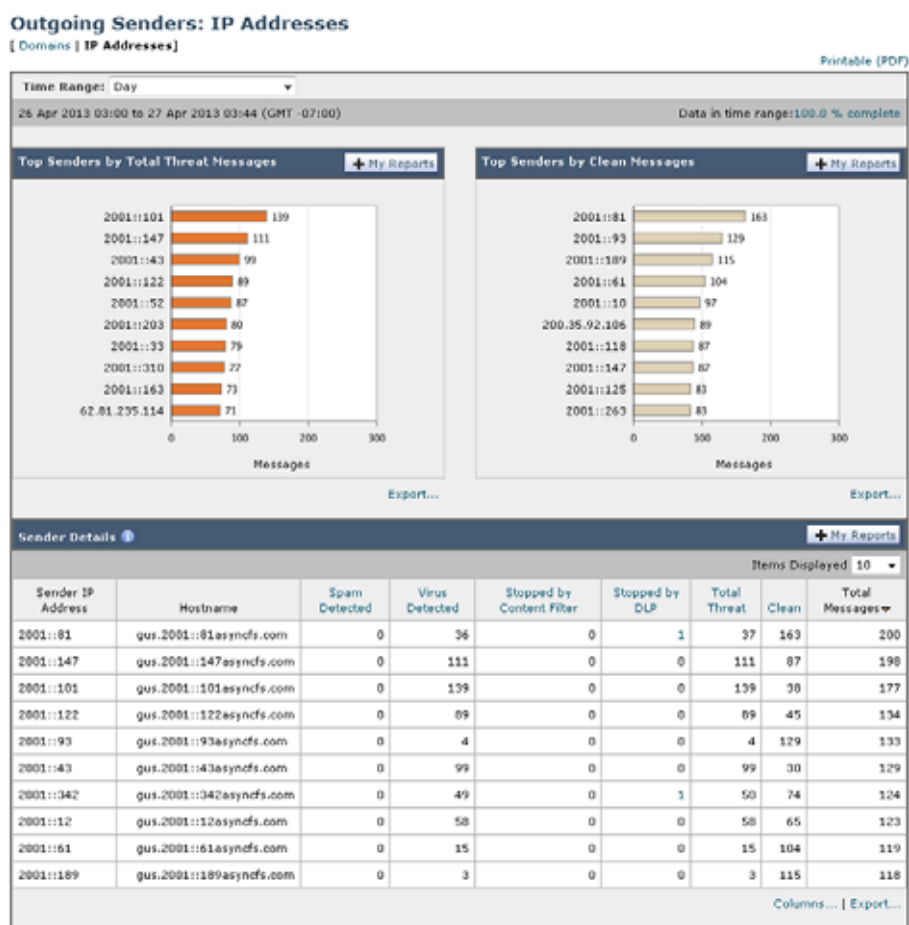 Outgoing Senders: IP Addresses
[ Domains | IP Addresses]
Printable (PDF)
Time Range: Day
26 Apr 2013 03:00 to 27 Apr 2013 03:44 (GMT -07:00) Data in time range:100.0 % complete
Top Senders by Total Threat Messages + My Reports
2001::101 139
2001::147 111
2001::43 99
2001::122 89
2001::52 87
2001::203 80
2001::33 79
2001::310 77
2001::163 73
62.81.235.114 71
0 100 200 300
Messages
Export...
Top Senders by Clean Messages + My Reports
2001::81 163
2001::93 129
2001::189 115
2001::61 104
2001::10 97
200.35.92.106 89
2001::118 87
2001::147 87
2001::125 83
2001::263 83
0 100 200 300
Messages
Export...
Sender Details + My Reports
Items Displayed 10
Sender IP Address Hostname Spam Detected Virus Detected Stopped by Content Filter Stopped by DLP Total Threat Clean Total Messages
2001::81 gus.2001::81asyncfs.com 0 36 0 1 37 163 200
2001::147 gus.2001::147asyncfs.com 0 111 0 0 111 87 198
2001::101 gus.2001::101asyncfs.com 0 139 0 0 139 38 177
2001::122 gus.2001::122asyncfs.com 0 89 0 0 89 45 134
2001::93 gus.2001::93asyncfs.com 0 4 0 0 4 129 133
2001::43 gus.2001::43asyncfs.com 0 99 0 0 99 30 129
2001::342 gus.2001::342asyncfs.com 0 49 0 1 50 74 124
2001::12 gus.2001::12asyncfs.com 0 58 0 0 58 65 123
2001::61 gus.2001::61asyncfs.com 0 15 0 0 15 104 119
2001::189 gus.2001::189asyncfs.com 0 3 0 0 3 115 118
Columns... | Export...